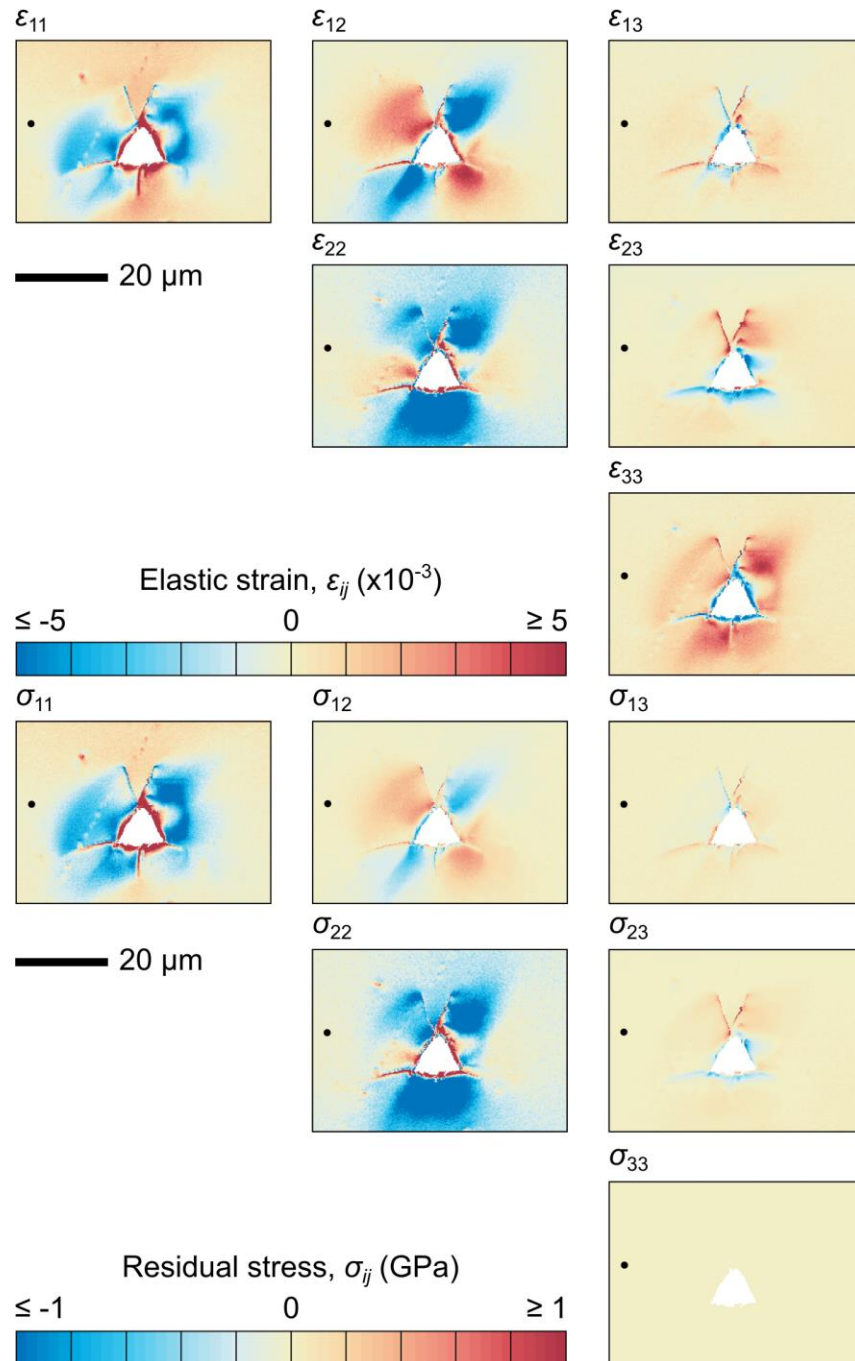 ε11 ε12 ε13
ε22 ε23
20 μm
ε33
Elastic strain, εij (x10-3)
≤ -5 0 ≥ 5
σ11 σ12 σ13
σ22 σ23
20 μm
σ33
Residual stress, σij (GPa)
≤ -1 0 ≥ 1